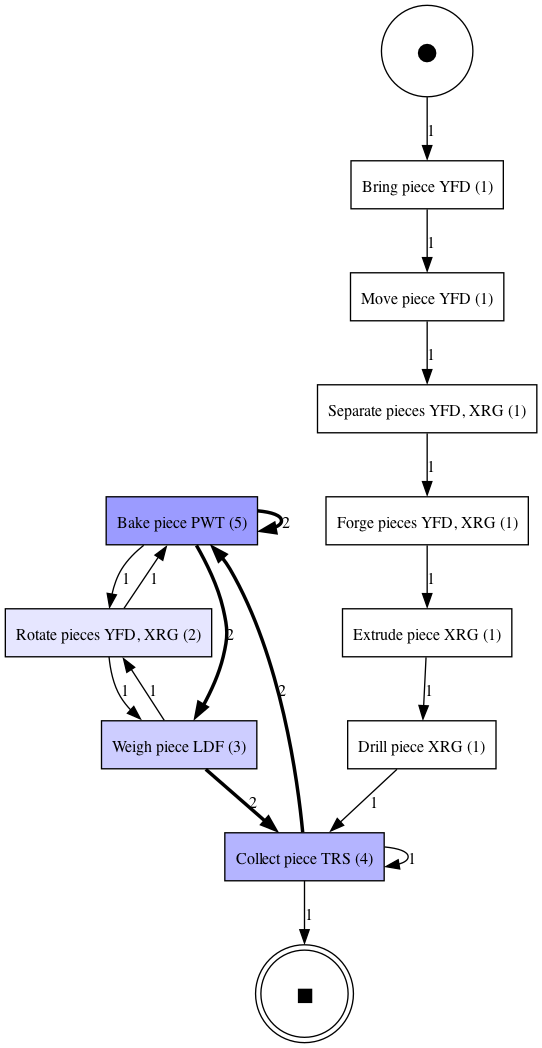 1
Bring piece YFD (1)
1
Move piece YFD (1)
1
Separate pieces YFD, XRG (1)
1
Bake piece PWT (5)
2
Forge pieces YFD, XRG (1)
1
1
1
Rotate pieces YFD, XRG (2)
2
Extrude piece XRG (1)
1
1
2
1
Weigh piece LDF (3)
Drill piece XRG (1)
2
1
Collect piece TRS (4)
1
1